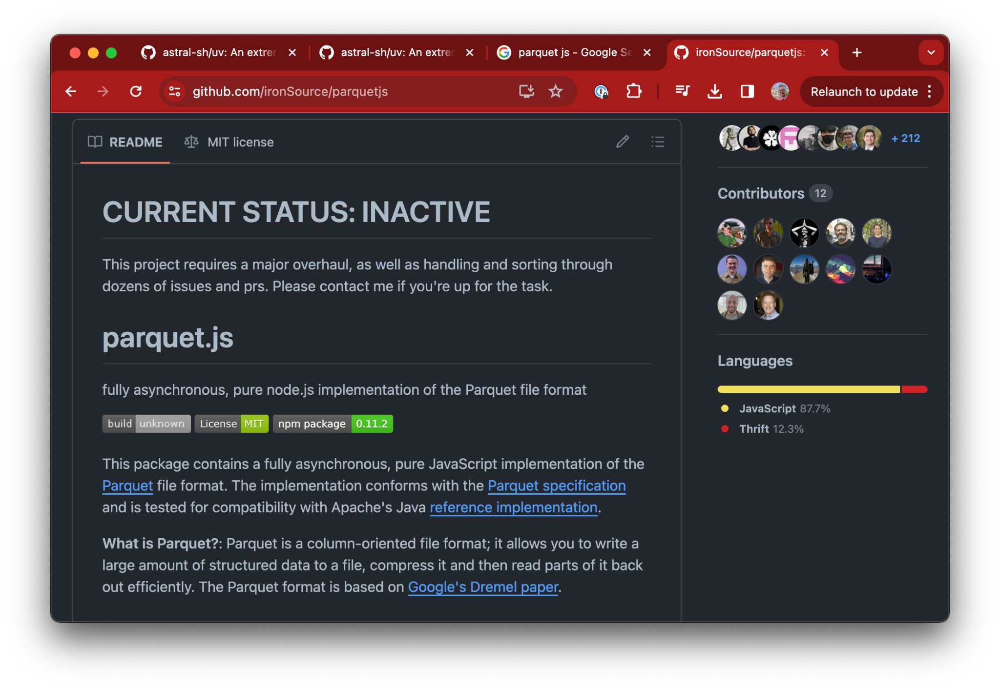 astral-sh/uv: An extrem
astral-sh/uv: An extrer
parquet js - Google Se
ironSource/parquetjs:
github.com/ironSource/parquetjs
Relaunch to update
README
MIT license
+ 212
CURRENT STATUS: INACTIVE
This project requires a major overhaul, as well as handling and sorting through
dozens of issues and prs. Please contact me if you're up for the task.
parquet.js
fully asynchronous, pure node.js implementation of the Parquet file format
build unknown License MIT npm package 0.11.2
This package contains a fully asynchronous, pure JavaScript implementation of the
Parquet file format. The implementation conforms with the Parquet specification
and is tested for compatibility with Apache's Java reference implementation.
What is Parquet?: Parquet is a column-oriented file format; it allows you to write a
large amount of structured data to a file, compress it and then read parts of it back
out efficiently. The Parquet format is based on Google's Dremel paper.
Contributors 12
Languages
JavaScript 87.7%
Thrift 12.3%